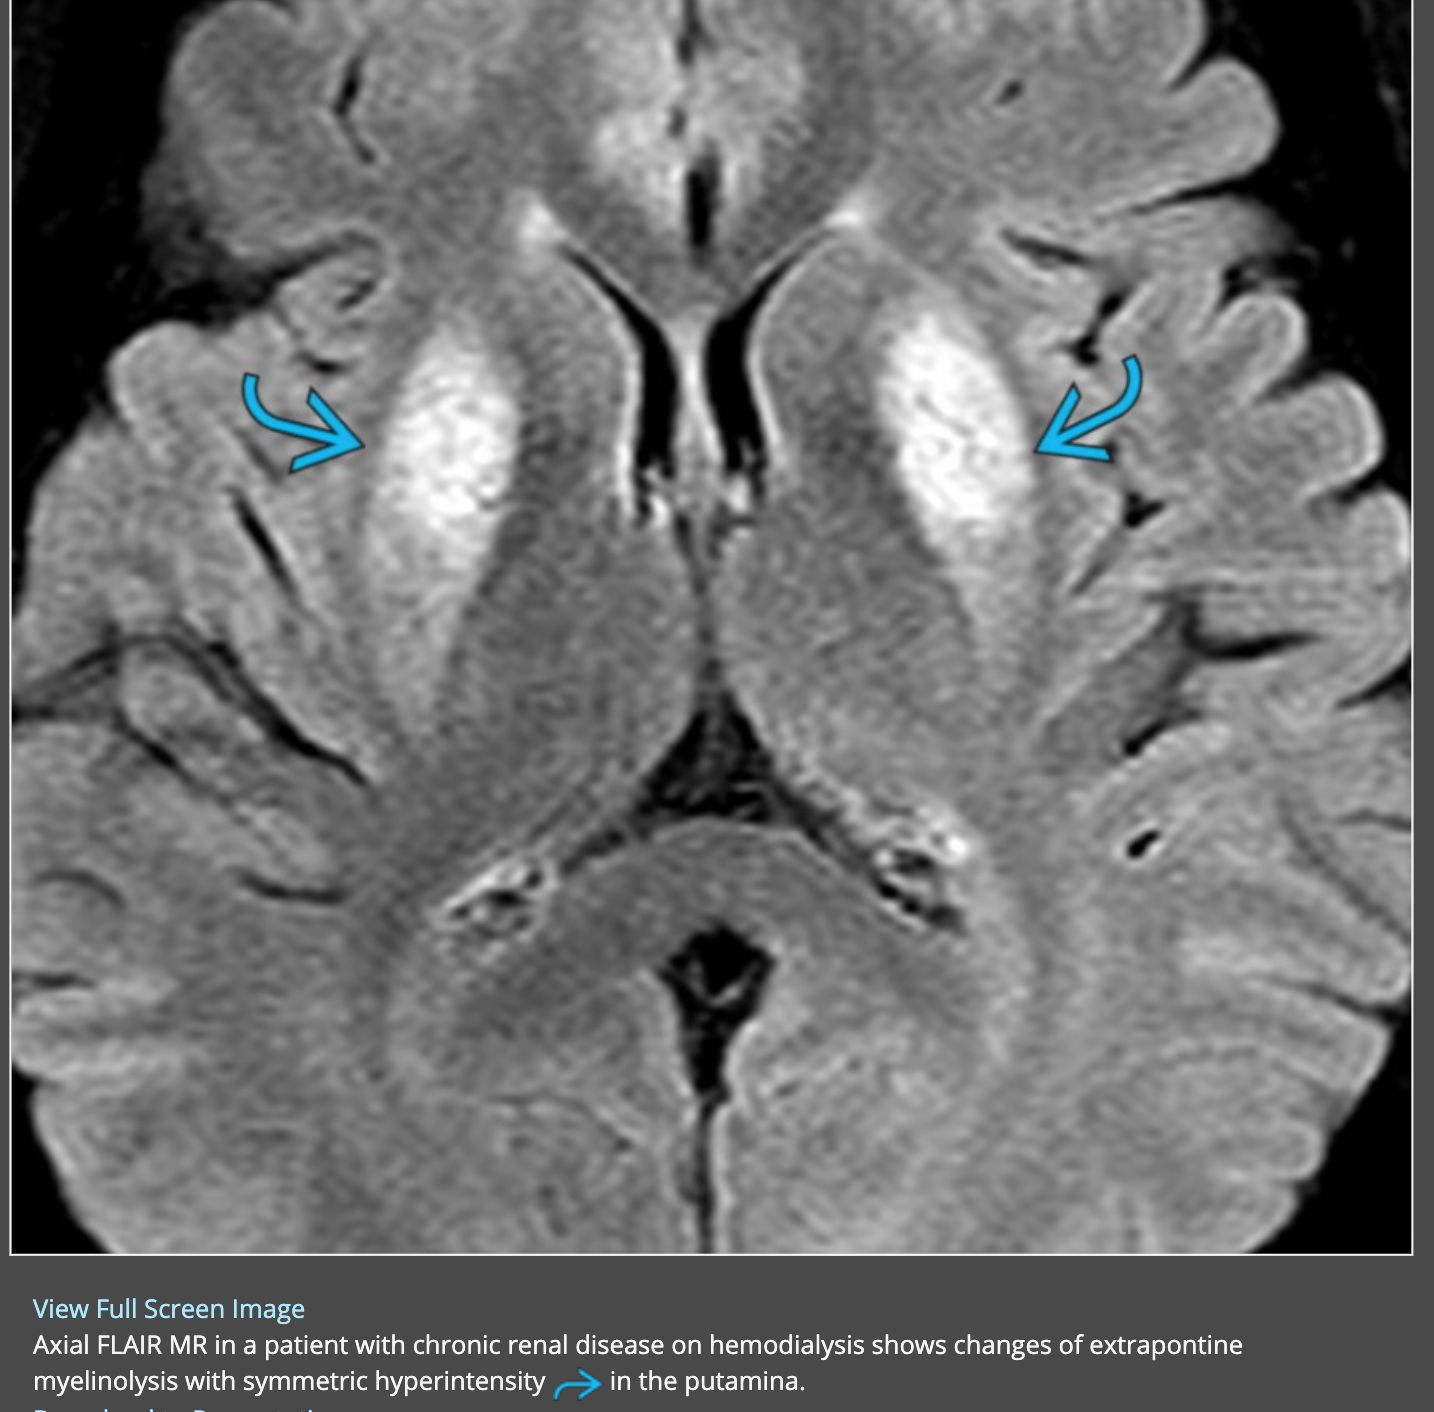 View Full Screen Image
Axial FLAIR MR in a patient with chronic renal disease on hemodialysis shows changes of extrapontine
myelinolysis with symmetric hyperintensity in the putamina.